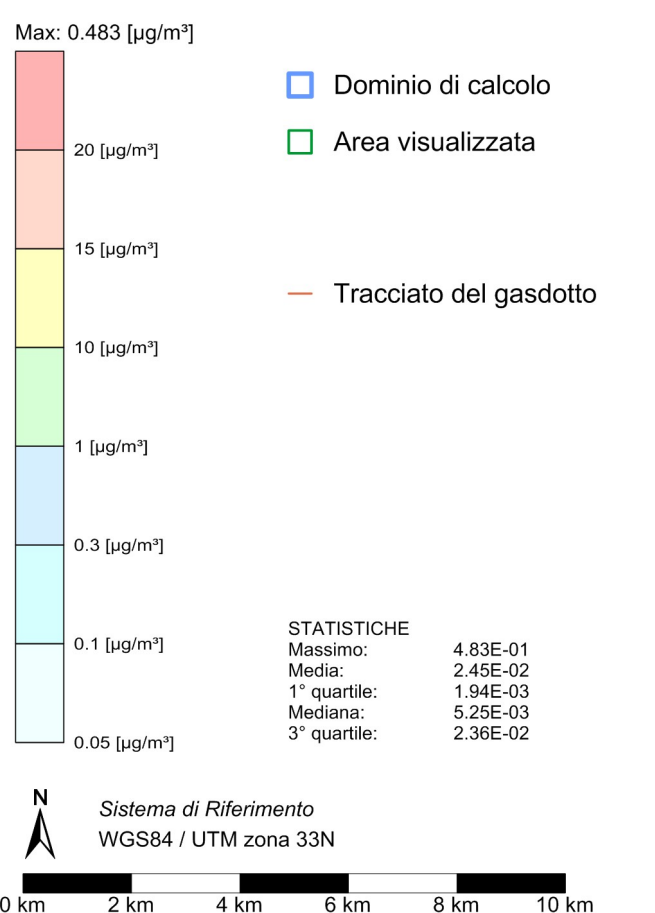 Max: 0.483 [µg/m³]
Dominio di calcolo
Area visualizzata
20 [µg/m³]
15 [µg/m³]
Tracciato del gasdotto
10 [µg/m³]
1 [µg/m³]
0.3 [µg/m³]
0.1 [µg/m³]
0.05 [µg/m³]
STATISTICHE
Massimo: 4.83E-01
Media: 2.45E-02
1° quartile: 1.94E-03
Mediana: 5.25E-03
3° quartile: 2.36E-02
N
Sistema di Riferimento
WGS84 / UTM zona 33N
0 km 2 km 4 km 6 km 8 km 10 km